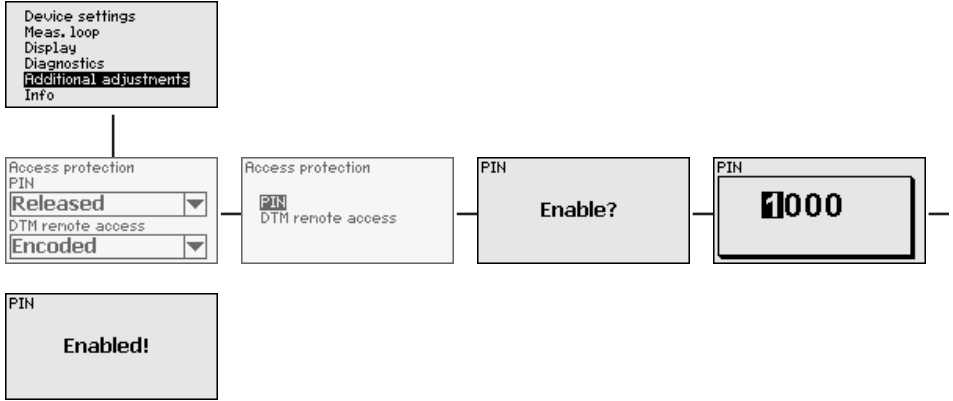 Device settings
Meas. loop
Display
Diagnostics
Additional adjustments
Info
Access protection
PIN
Released
DTM remote access
Encoded
Access protection
PIN
DTM remote access
PIN
Enable?
PIN
1000
PIN
Enabled!